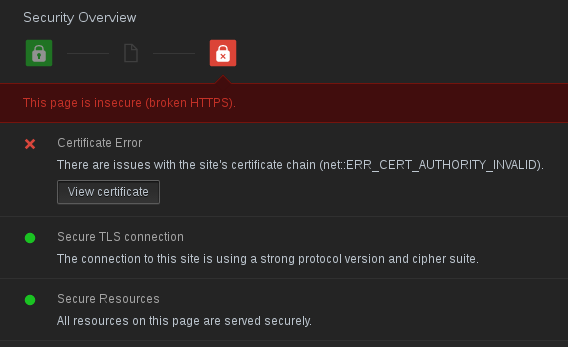 Security Overview
This page is insecure (broken HTTPS).
Certificate Error
There are issues with the site's certificate chain (net::ERR_CERT_AUTHORITY_INVALID).
View certificate
Secure TLS connection
The connection to this site is using a strong protocol version and cipher suite.
Secure Resources
All resources on this page are served securely.